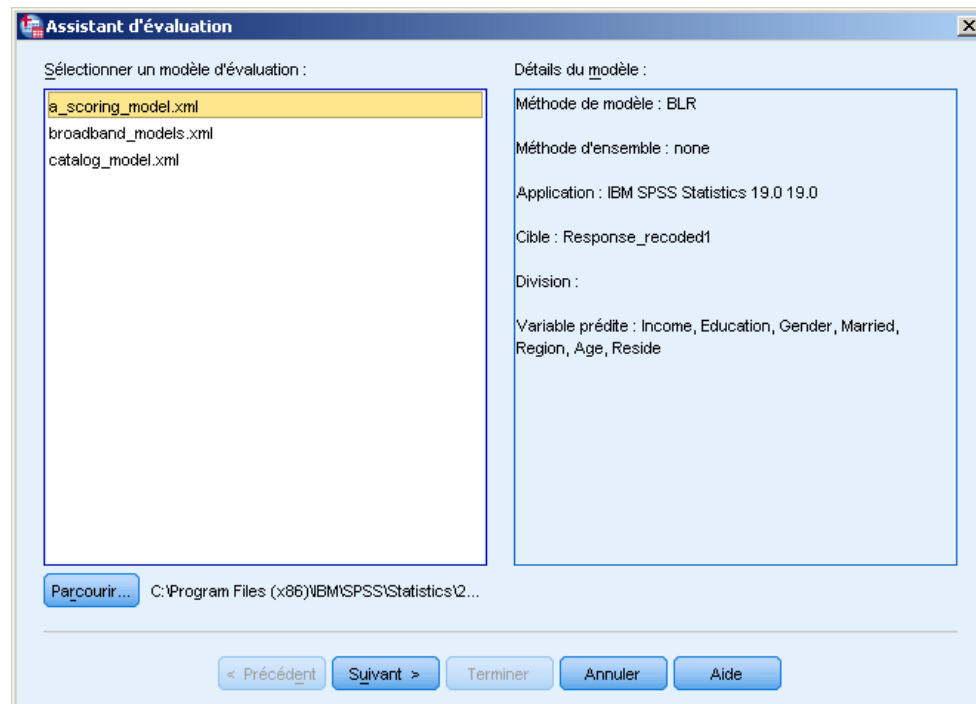 Assistant d'évaluation
Sélectionner un modèle d'évaluation :
a_scoring_model.xml
broadband_models.xml
catalog_model.xml
Parcourir... C:\Program Files (x86)\IBM\SPSS\Statistics\2...
Détails du modèle :
Méthode de modèle : BLR
Méthode d'ensemble : none
Application : IBM SPSS Statistics 19.0 19.0
Cible : Response_recoded1
Division :
Variable prédite : Income, Education, Gender, Married,
Region, Age, Reside
< Précédent Suivant > Terminer Annuler Aide